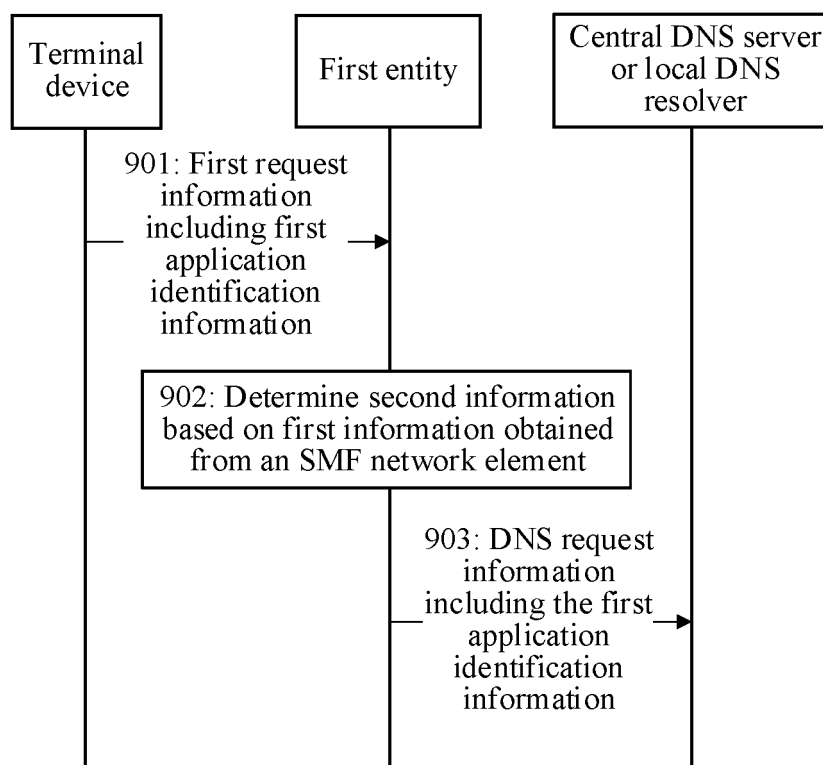 Terminal
device
First entity
Central DNS server
or local DNS
resolver
901: First request
information
including first
application
identification
information
902: Determine second information
based on first information obtained
from an SMF network element
903: DNS request
information
including the first
application
identification
information